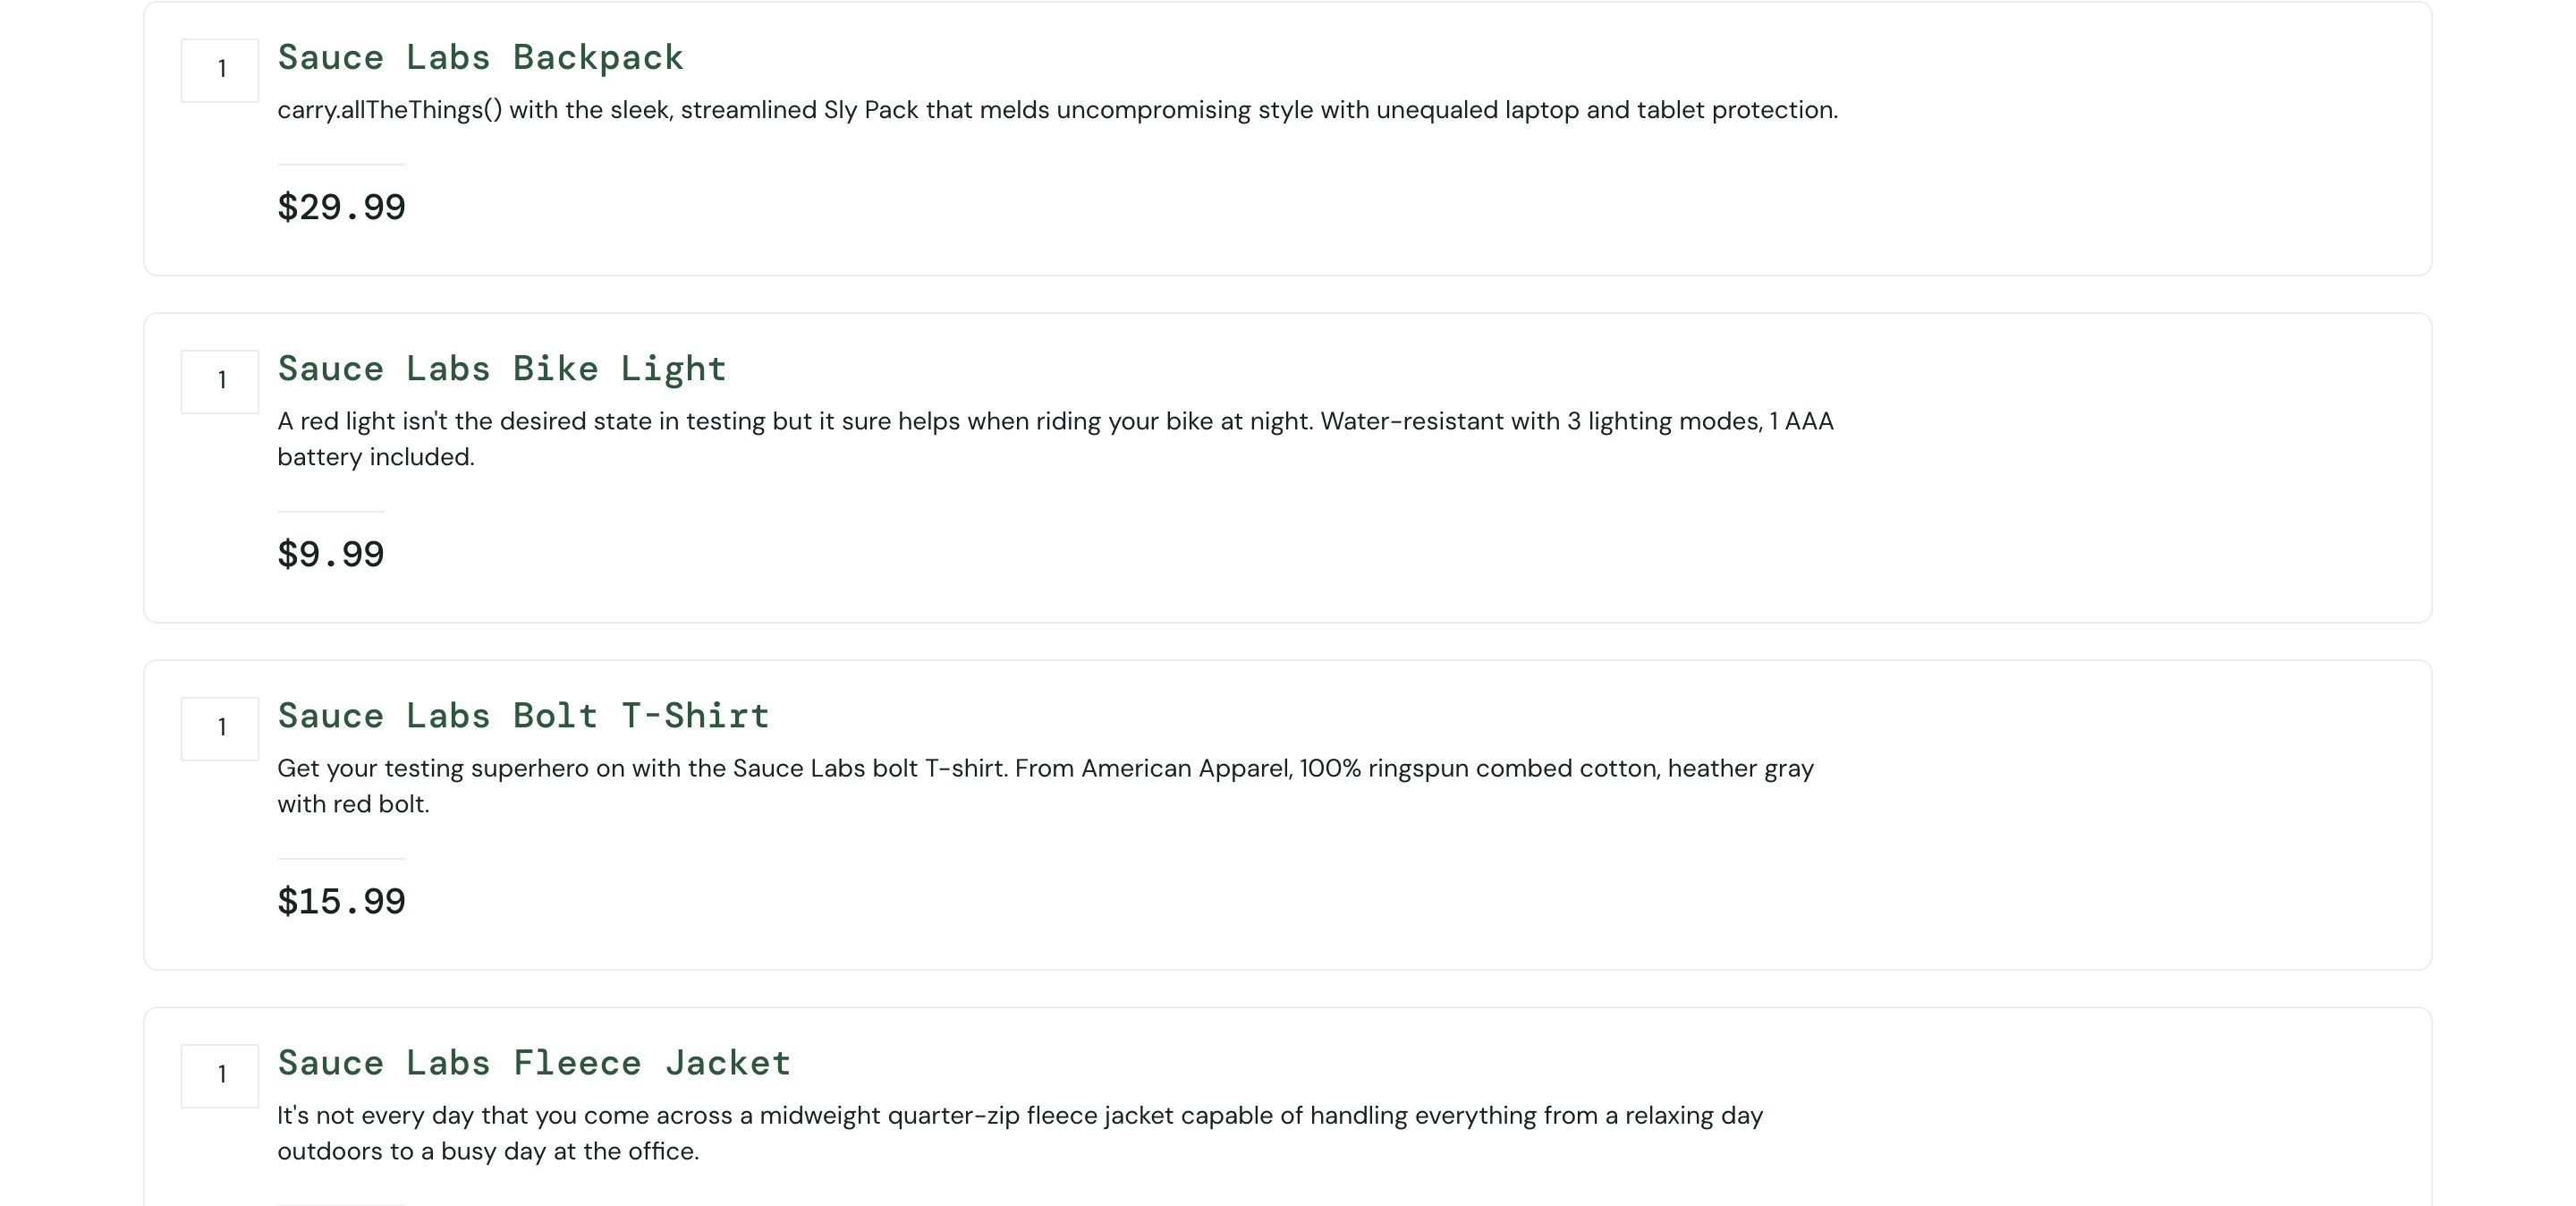 1
Sauce Labs Backpack
carry.allTheThings() with the sleek, streamlined Sly Pack that melds uncompromising style with unequaled laptop and tablet protection.
$29.99
1
Sauce Labs Bike Light
A red light isn't the desired state in testing but it sure helps when riding your bike at night. Water-resistant with 3 lighting modes, 1 AAA
battery included.
$9.99
1
Sauce Labs Bolt T-Shirt
Get your testing superhero on with the Sauce Labs bolt T-shirt. From American Apparel, 100% ringspun combed cotton, heather gray
with red bolt.
$15.99
1
Sauce Labs Fleece Jacket
It's not every day that you come across a midweight quarter-zip fleece jacket capable of handling everything from a relaxing day
outdoors to a busy day at the office.